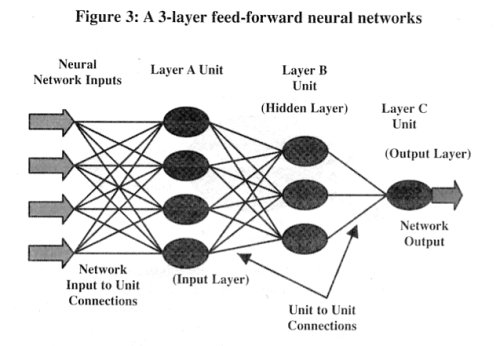 Figure 3: A 3-layer feed-forward neural networks
Neural
Network Inputs
Layer A Unit
Layer B
Unit
(Hidden Layer)
Layer C
Unit
(Output Layer)
Network
Output
Network
Input to Unit
Connections
(Input Layer)
Unit to Unit
Connections